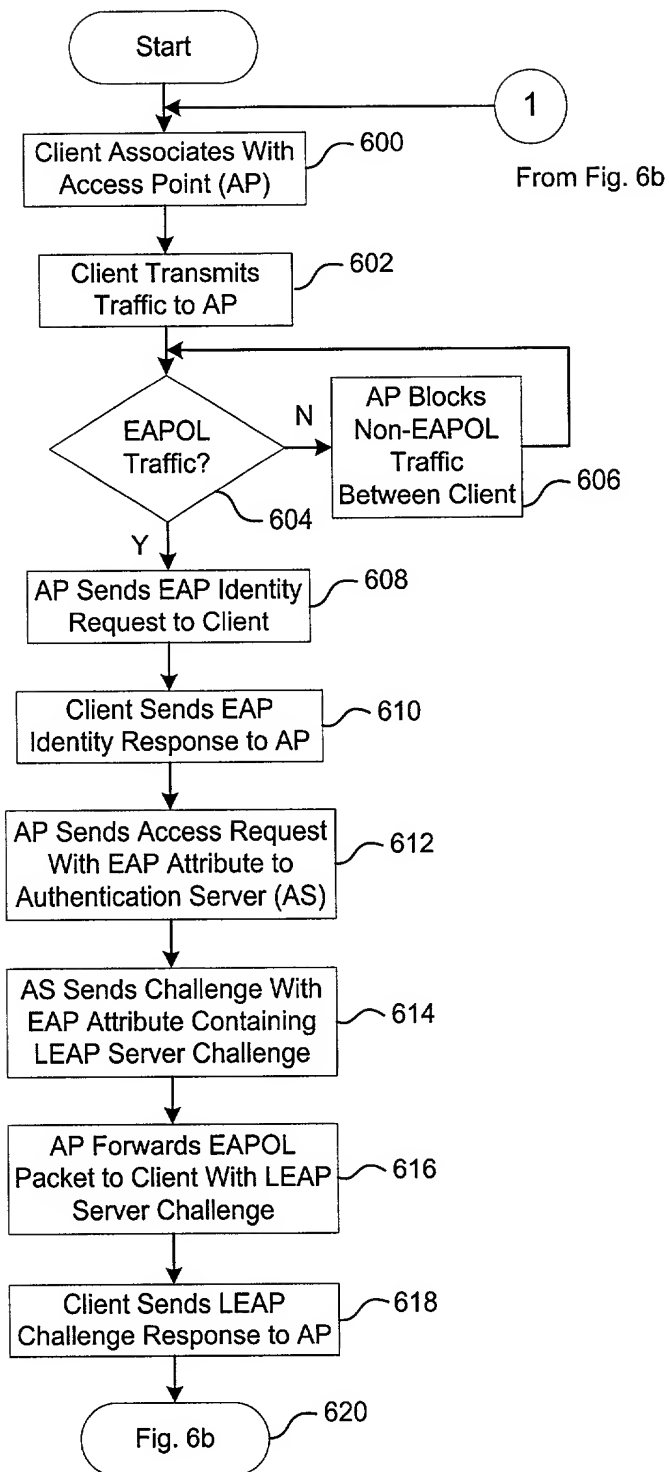 Start
1
From Fig. 6b
Client Associates With
Access Point (AP)
600
Client Transmits
Traffic to AP
602
EAPOL
Traffic?
604
N
AP Blocks
Non-EAPOL
Traffic
Between Client
606
Y
AP Sends EAP Identity
Request to Client
608
Client Sends EAP
Identity Response to AP
610
AP Sends Access Request
With EAP Attribute to
Authentication Server (AS)
612
AS Sends Challenge With
EAP Attribute Containing
LEAP Server Challenge
614
AP Forwards EAPOL
Packet to Client With LEAP
Server Challenge
616
Client Sends LEAP
Challenge Response to AP
618
Fig. 6b
620